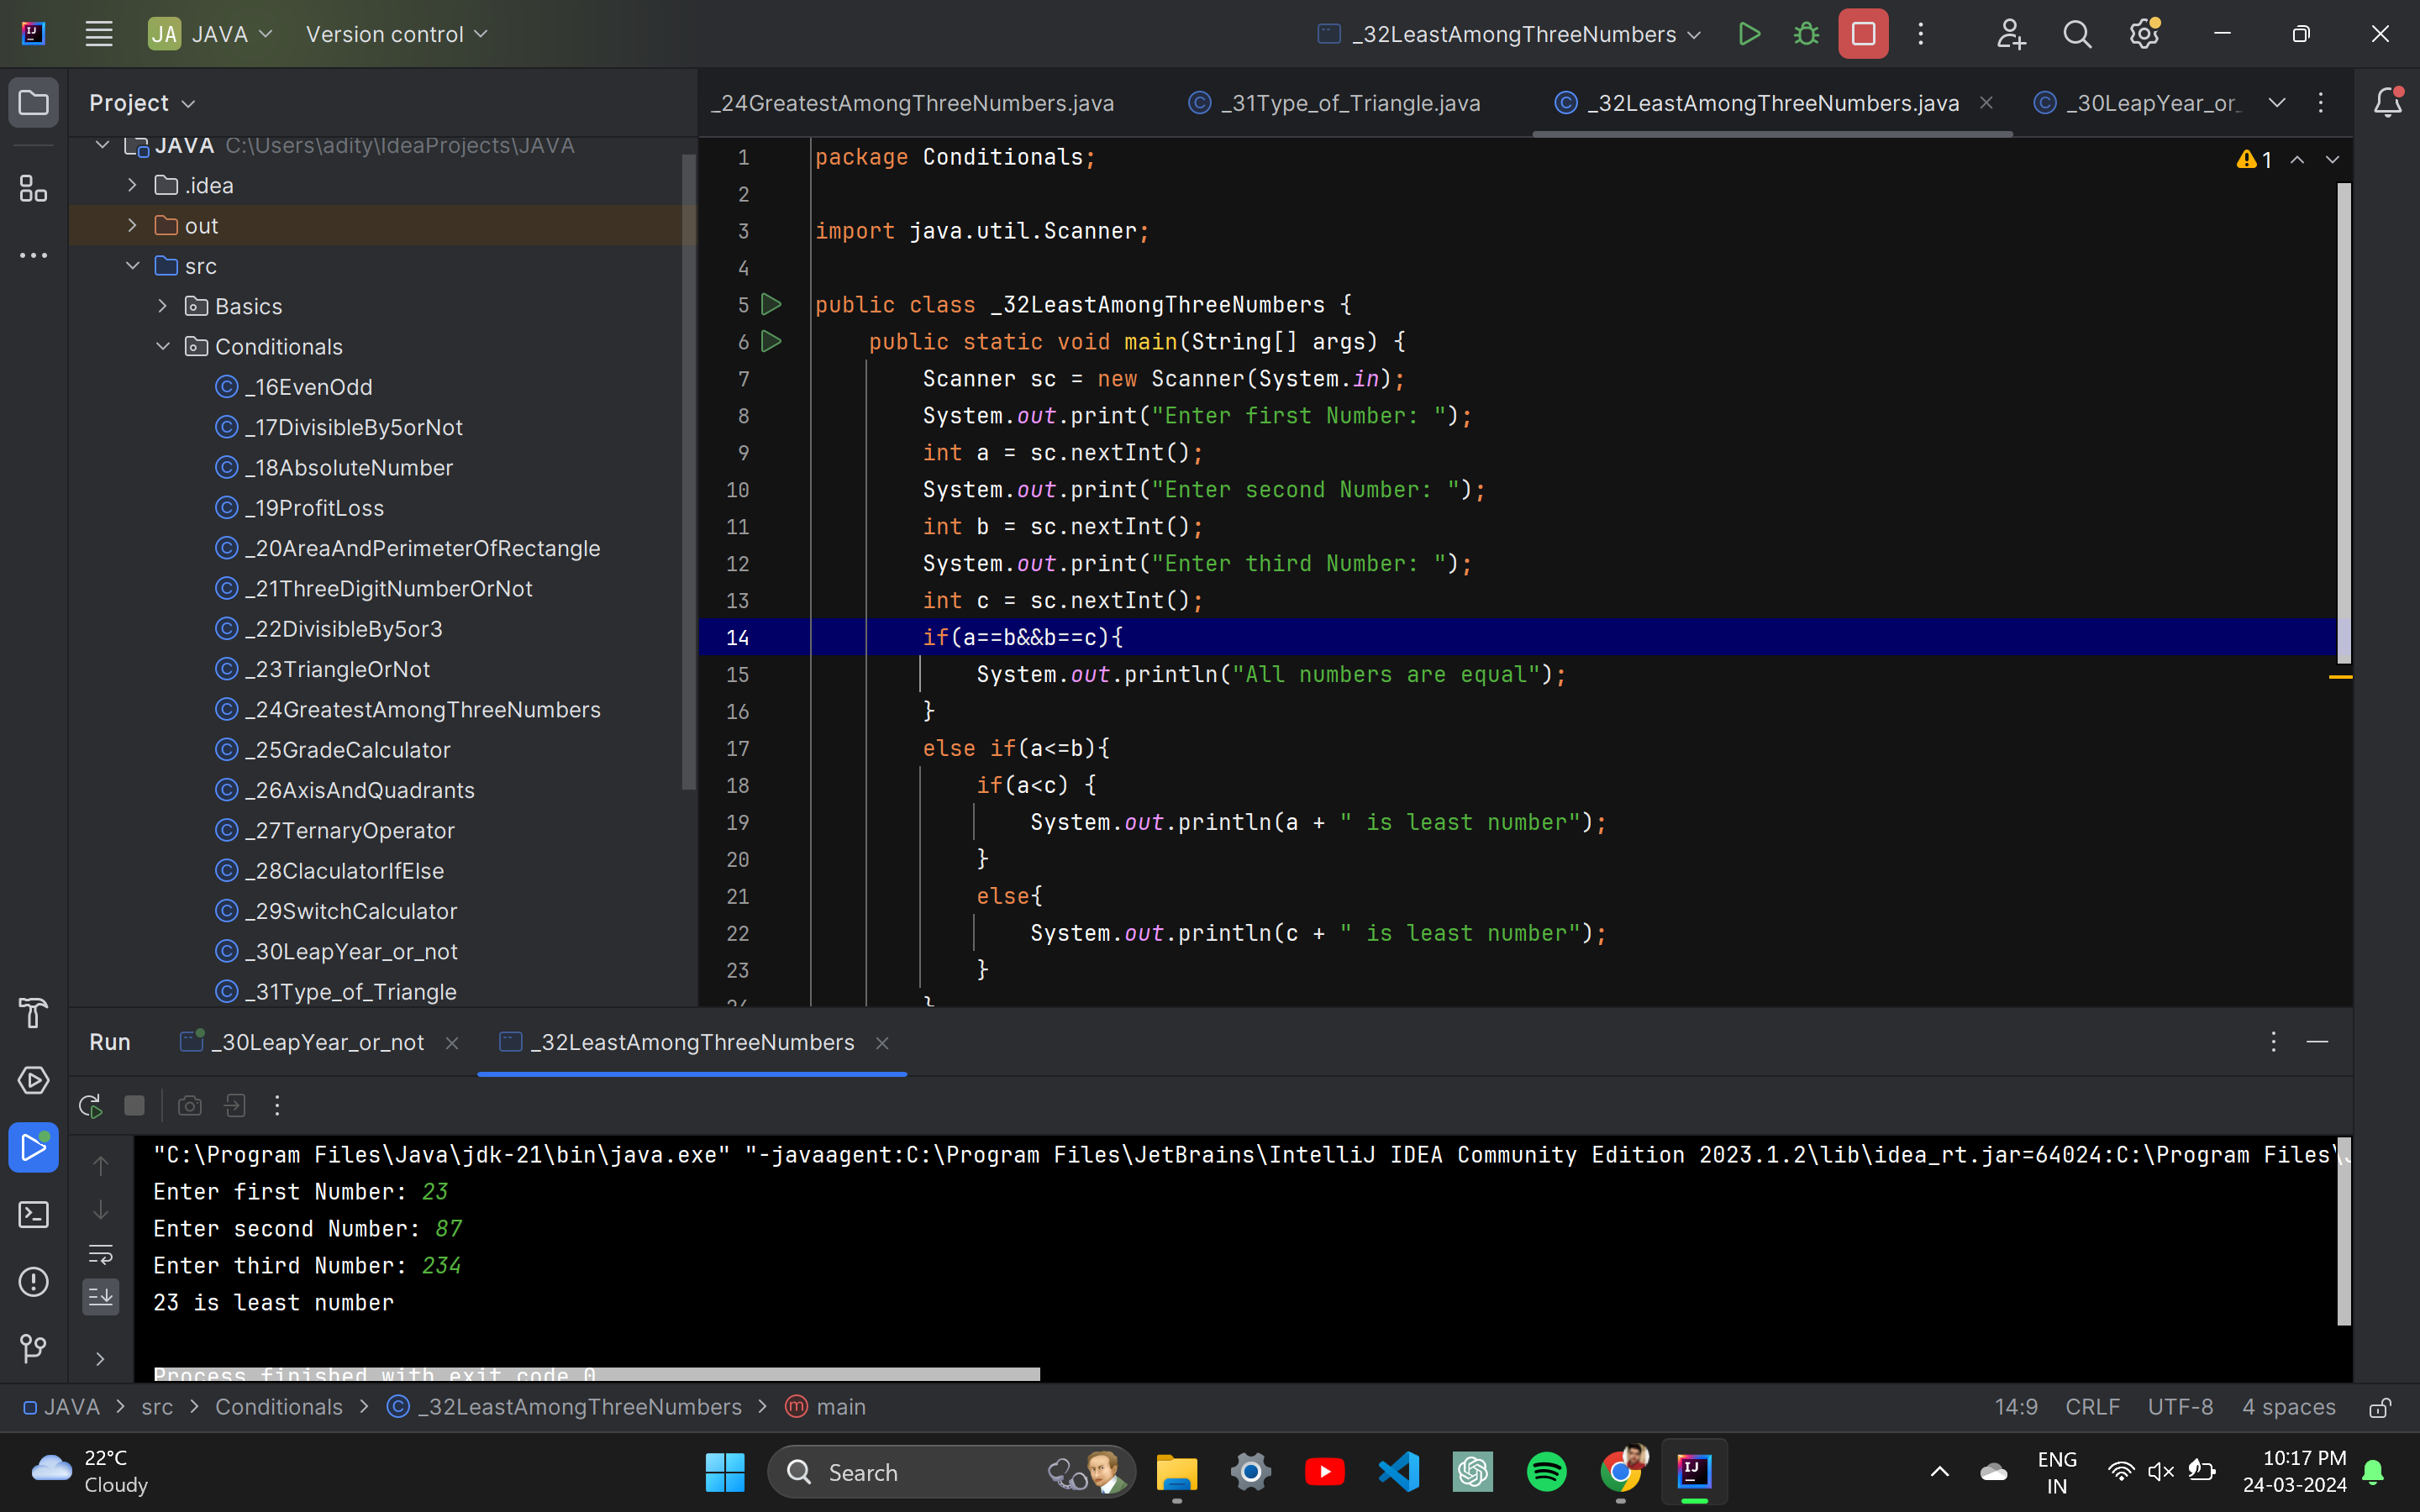 JA JAVA Version control _32LeastAmongThreeNumbers
Project
JAVA C:\Users\adity\IdeaProjects\JAVA
.idea
out
src
Basics
Conditionals
_16EvenOdd
_17DivisibleBy5orNot
_18AbsoluteNumber
_19ProfitLoss
_20AreaAndPerimeterOfRectangle
_21ThreeDigitNumberOrNot
_22DivisibleBy5or3
_23TriangleOrNot
_24GreatestAmongThreeNumbers
_25GradeCalculator
_26AxisAndQuadrants
_27TernaryOperator
_28ClaculatorIfElse
_29SwitchCalculator
_30LeapYear_or_not
_31Type_of_Triangle
_24GreatestAmongThreeNumbers.java _31Type_of_Triangle.java _32LeastAmongThreeNumbers.java _30LeapYear_or_
1 package Conditionals; 1
2
3 import java.util.Scanner;
4
5 public class _32LeastAmongThreeNumbers {
6 public static void main(String[] args) {
7 Scanner sc = new Scanner(System.in);
8 System.out.print("Enter first Number: ");
9 int a = sc.nextInt();
10 System.out.print("Enter second Number: ");
11 int b = sc.nextInt();
12 System.out.print("Enter third Number: ");
13 int c = sc.nextInt();
14 if(a==b&&b==c){
15 System.out.println("All numbers are equal");
16 }
17 else if(a<=b){
18 if(a<c) {
19 System.out.println(a + " is least number");
20 }
21 else{
22 System.out.println(c + " is least number");
23 }
24 }
Run _30LeapYear_or_not _32LeastAmongThreeNumbers
"C:\Program Files\Java\jdk-21\bin\java.exe" "-javaagent:C:\Program Files\JetBrains\IntelliJ IDEA Community Edition 2023.1.2\lib\idea_rt.jar=64024:C:\Program Files\J
Enter first Number: 23
Enter second Number: 87
Enter third Number: 234
23 is least number
Process finished with exit code 0
JAVA > src > Conditionals > _32LeastAmongThreeNumbers > main 14:9 CRLF UTF-8 4 spaces
22°C
Cloudy
Search
ENG
IN
10:17 PM
24-03-2024